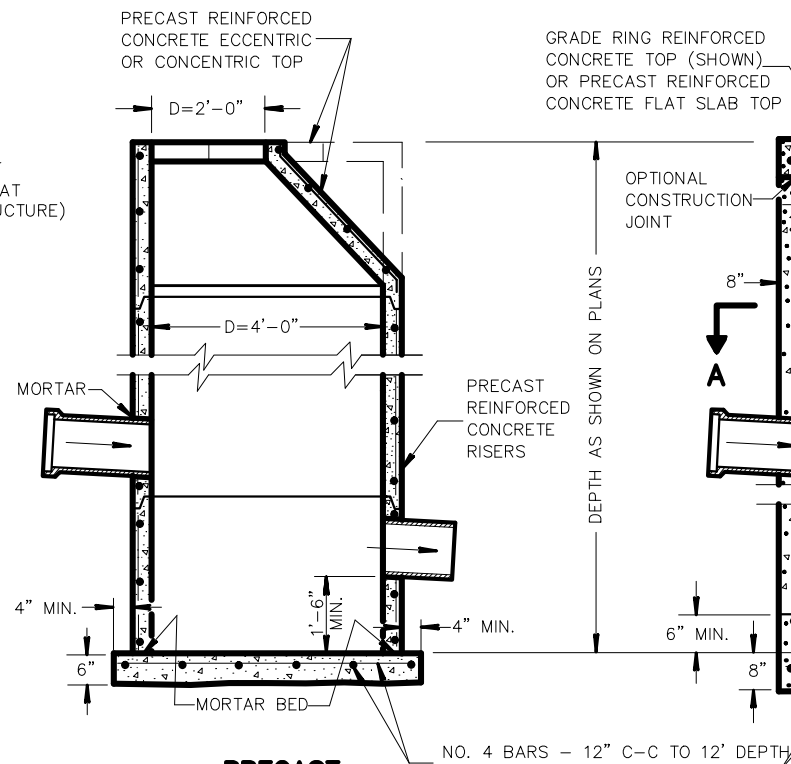 PRECAST REINFORCED
CONCRETE ECCENTRIC
OR CONCENTRIC TOP
GRADE RING REINFORCED
CONCRETE TOP (SHOWN)
OR PRECAST REINFORCED
CONCRETE FLAT SLAB TOP
D=2'-0"
AT
UCTURE)
OPTIONAL
CONSTRUCTION
JOINT
8"
DEPTH AS SHOWN ON PLANS
D=4'-0"
A
MORTAR
PRECAST
REINFORCED
CONCRETE
RISERS
4" MIN.
1'-6"
MIN.
4" MIN.
6" MIN.
6"
8"
MORTAR BED
NO. 4 BARS – 12" C-C TO 12' DEPTH
PRECAST